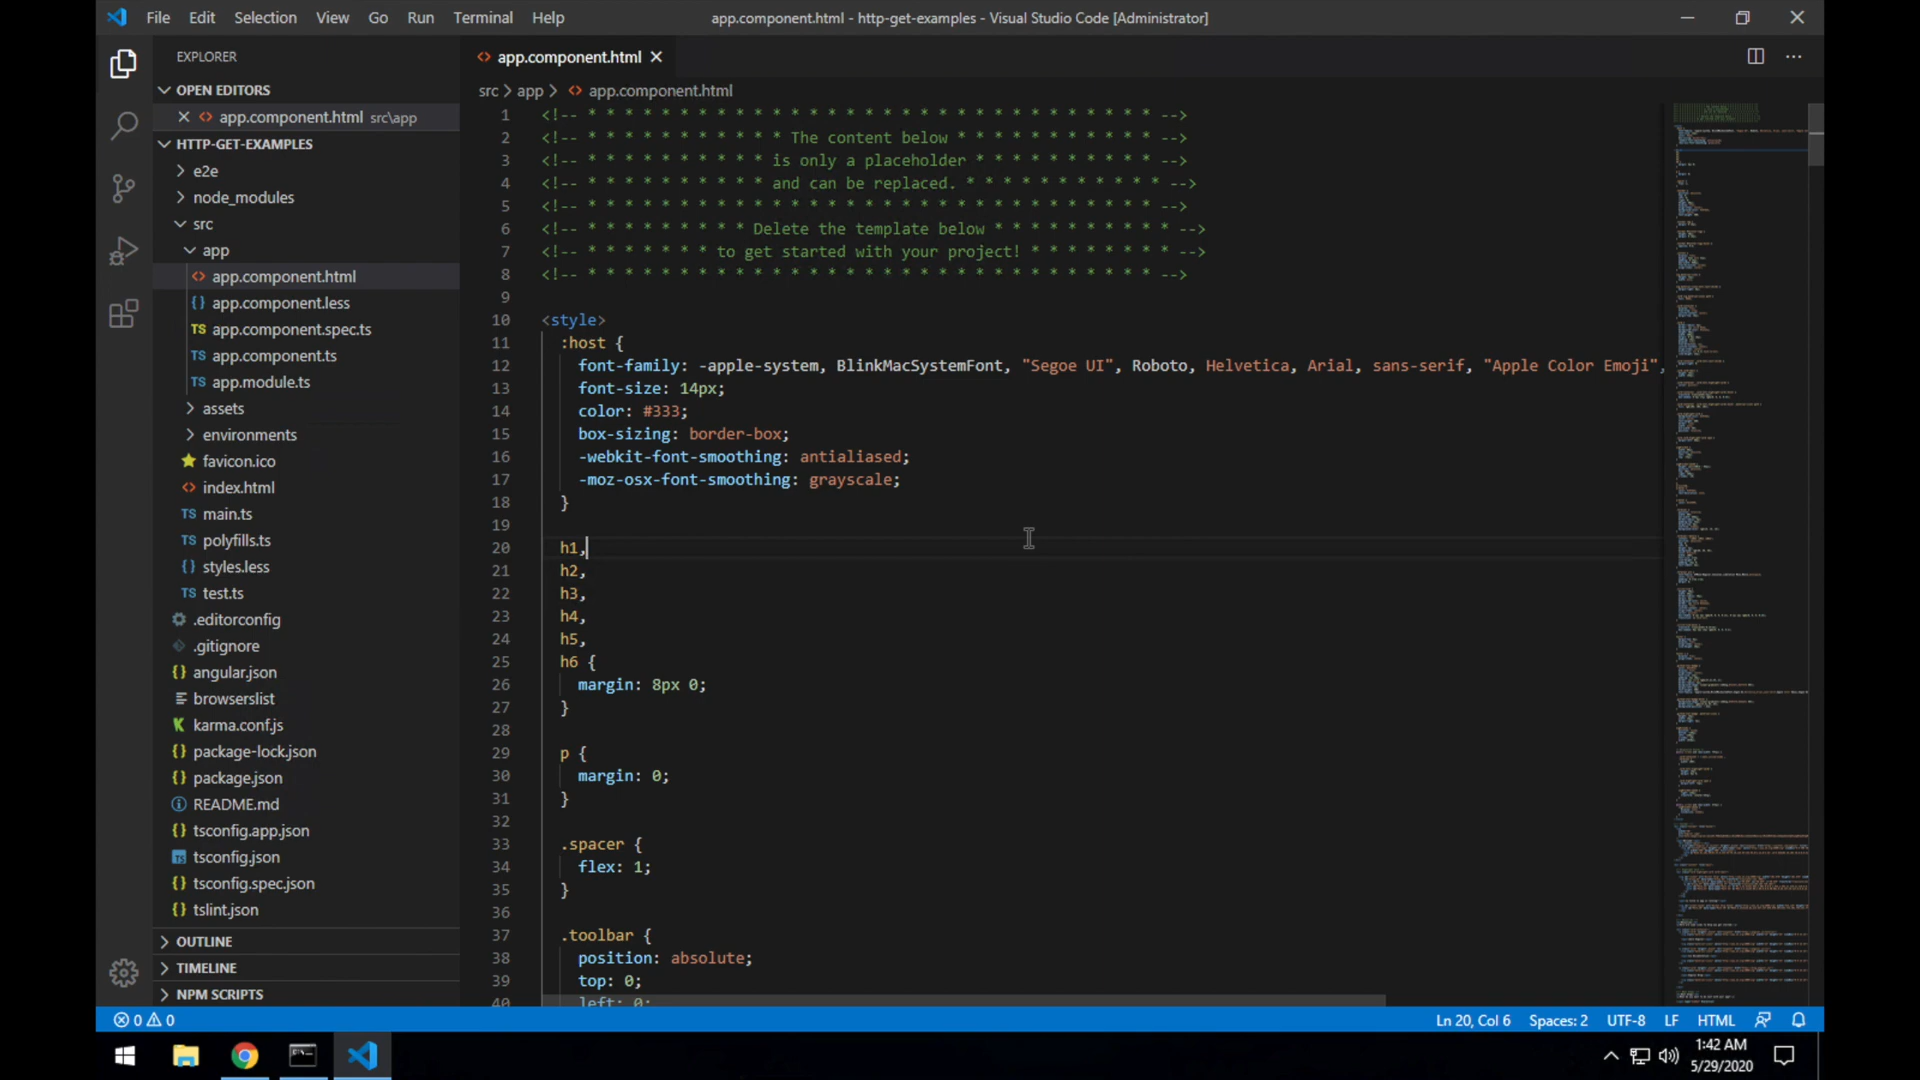 File Edit Selection View Go Run Terminal Help
app.component.html - http-get-examples - Visual Studio Code [Administrator]
EXPLORER
OPEN EDITORS
app.component.html src\app
HTTP-GET-EXAMPLES
e2e
node_modules
src
app
app.component.html
app.component.less
TS app.component.spec.ts
TS app.component.ts
TS app.module.ts
assets
environments
favicon.ico
index.html
TS main.ts
TS polyfills.ts
styles.less
TS test.ts
.editorconfig
.gitignore
angular.json
browserslist
karma.conf.js
package-lock.json
package.json
README.md
tsconfig.app.json
tsconfig.json
tsconfig.spec.json
tslint.json
OUTLINE
TIMELINE
NPM SCRIPTS
app.component.html
src > app > app.component.html
1 <!-- * * * * * * * * * * * * * * * * * * * * * * * * * * * * * * * -->
2 <!-- * * * * * * * * * * * The content below * * * * * * * * * * * -->
3 <!-- * * * * * * * * * * is only a placeholder * * * * * * * * * * -->
4 <!-- * * * * * * * * * * and can be replaced. * * * * * * * * * * * -->
5 <!-- * * * * * * * * * * * * * * * * * * * * * * * * * * * * * * * -->
6 <!-- * * * * * * * * * Delete the template below * * * * * * * * * * -->
7 <!-- * * * * * * * to get started with your project! * * * * * * * * -->
8 <!-- * * * * * * * * * * * * * * * * * * * * * * * * * * * * * * * -->
9
10 <style>
11 :host {
12 font-family: -apple-system, BlinkMacSystemFont, "Segoe UI", Roboto, Helvetica, Arial, sans-serif, "Apple Color Emoji",
13 font-size: 14px;
14 color: #333;
15 box-sizing: border-box;
16 -webkit-font-smoothing: antialiased;
17 -moz-osx-font-smoothing: grayscale;
18 }
19
20 h1,
21 h2,
22 h3,
23 h4,
24 h5,
25 h6 {
26 margin: 8px 0;
27 }
28
29 p {
30 margin: 0;
31 }
32
33 .spacer {
34 flex: 1;
35 }
36
37 .toolbar {
38 position: absolute;
39 top: 0;
40 left: 0;
0 0
Ln 20, Col 6 Spaces: 2 UTF-8 LF HTML
1:42 AM
5/29/2020